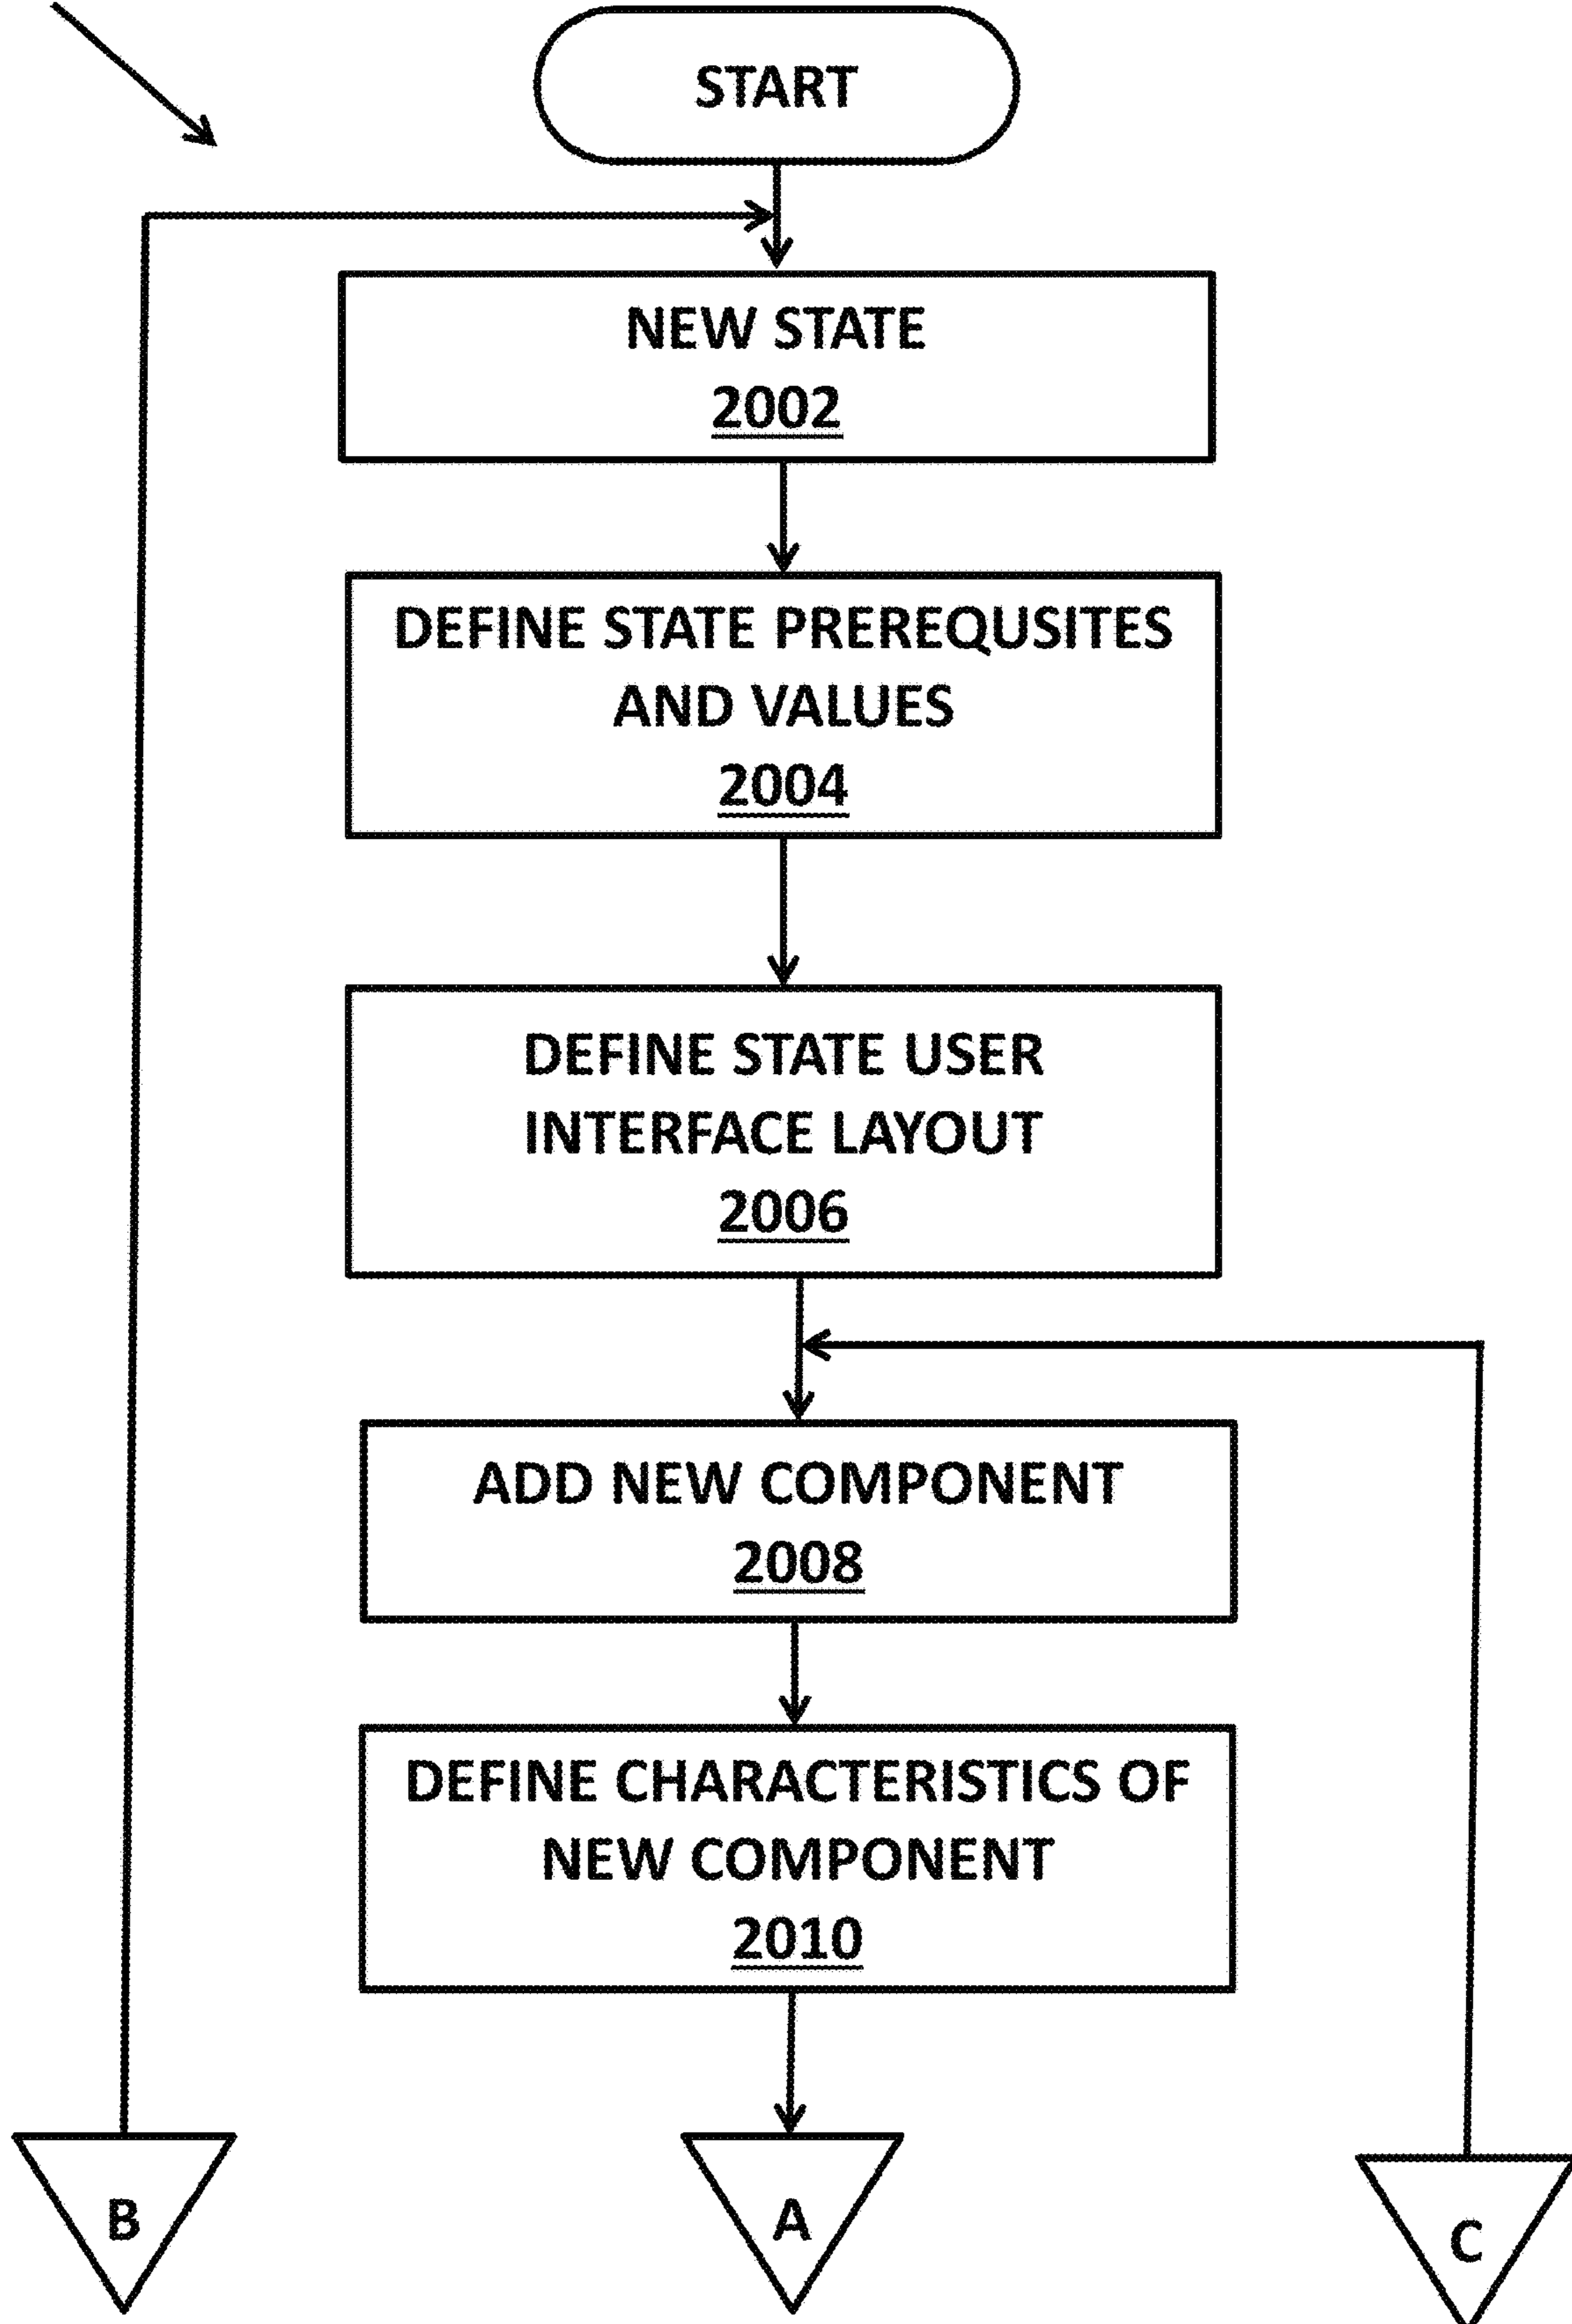 START
NEW STATE
2002
DEFINE STATE PREREQUSITES
AND VALUES
2004
DEFINE STATE USER
INTERFACE LAYOUT
2006
ADD NEW COMPONENT
2008
DEFINE CHARACTERISTICS OF
NEW COMPONENT
2010
B
A
C